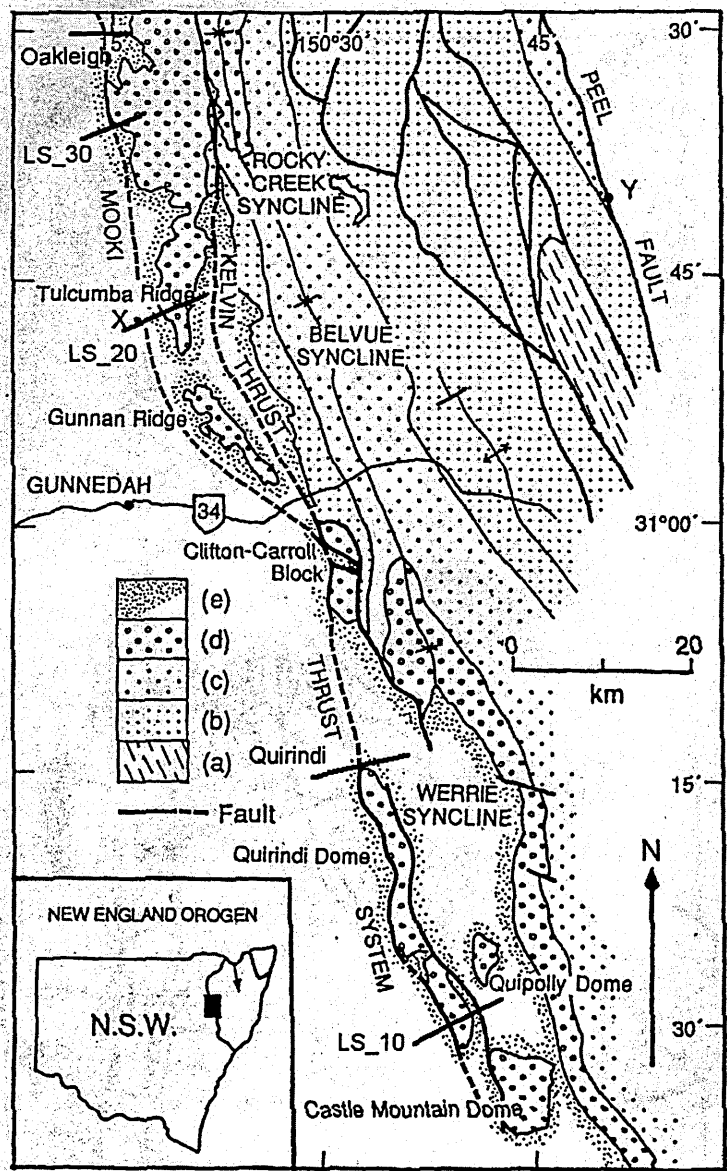 5'
150°30'
45'
30'
Oakleigh
PEEL
FAULT
LS_30
ROCKY
CREEK
SYNCLINE
Y
MOOKI
KELVIN
45'
Tulcumba Ridge
X
LS_20
BELVUE
SYNCLINE
THRUST
Gunnan Ridge
GUNNEDAH
34
31°00'
Clifton-Carroll
Block
(e)
(d)
(c)
(b)
(a)
Fault
0 20
km
THRUST
Quirindi
15'
WERRIE
SYNCLINE
Quirindi Dome
N
SYSTEM
NEW ENGLAND OROGEN
N.S.W.
Quipolly Dome
30'
LS_10
Castle Mountain Dome